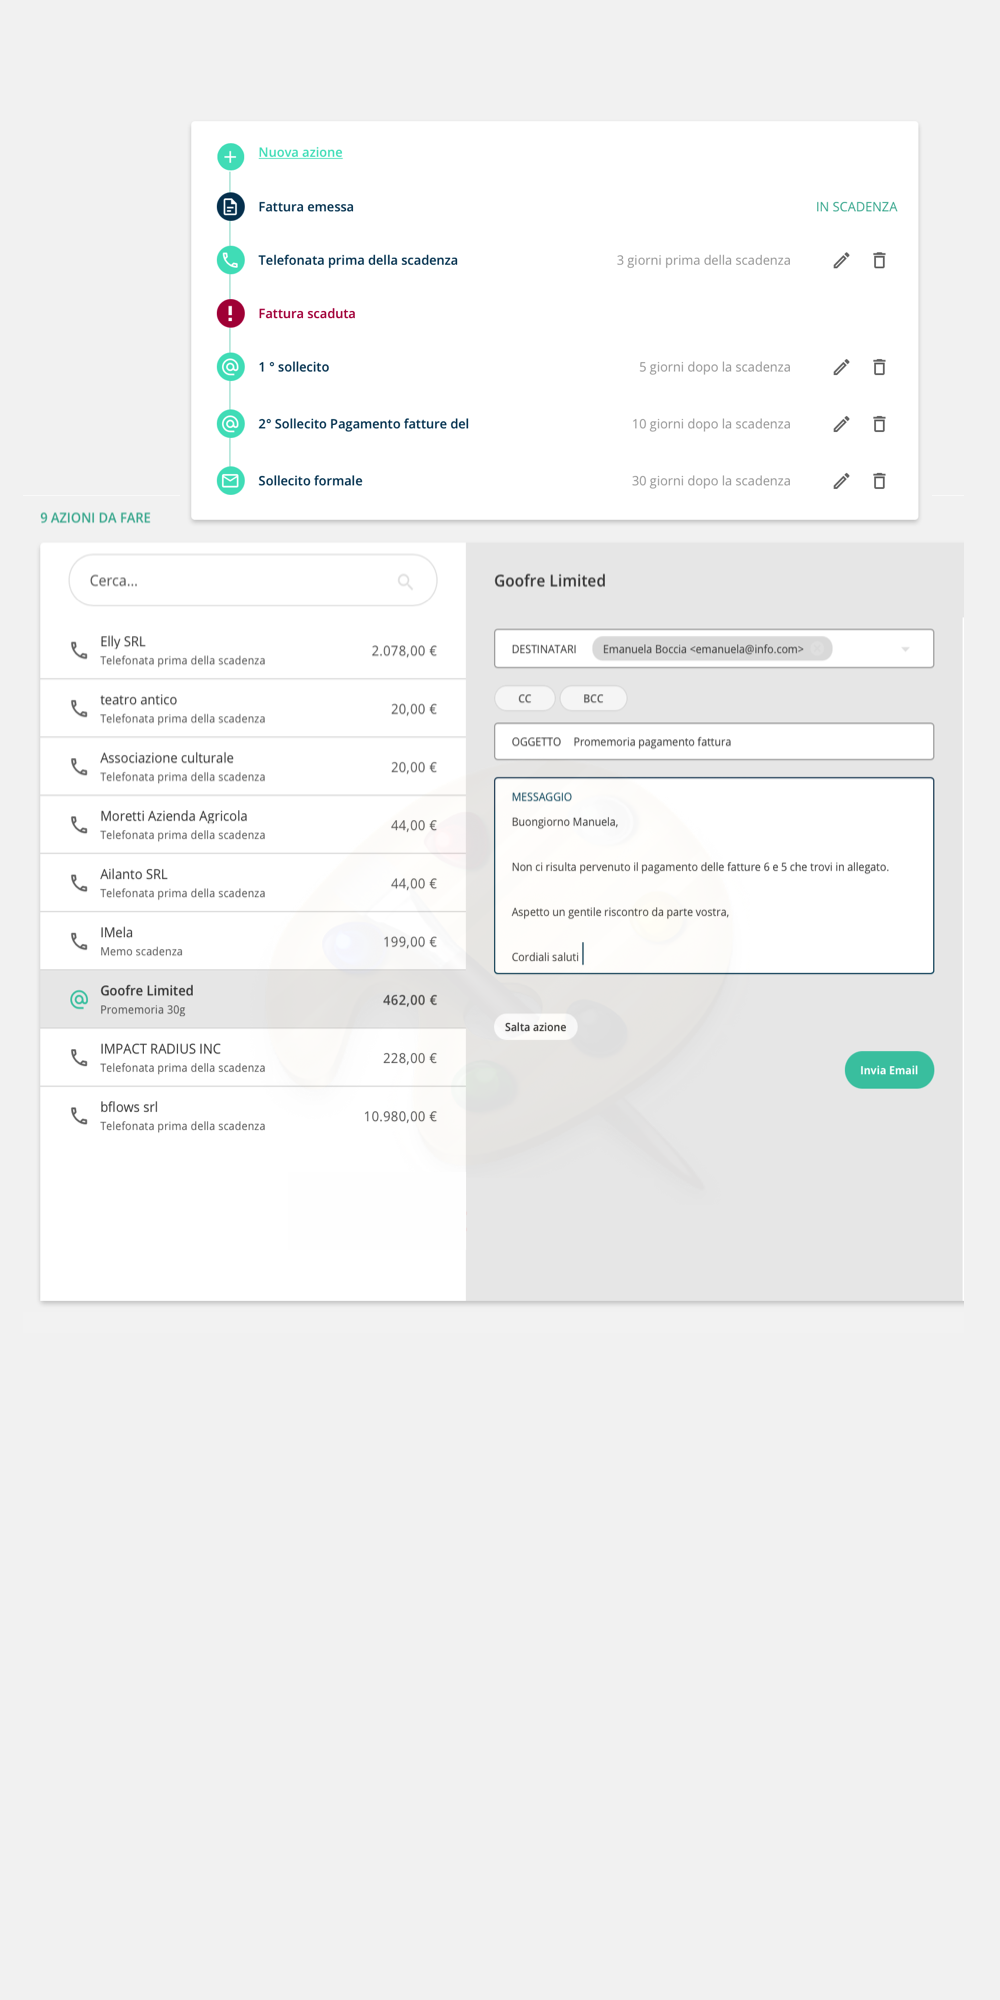 Nuova azione
Fattura emessa IN SCADENZA
Telefonata prima della scadenza 3 giorni prima della scadenza
Fattura scaduta
1 ° sollecito 5 giorni dopo la scadenza
2° Sollecito Pagamento fatture del 10 giorni dopo la scadenza
Sollecito formale 30 giorni dopo la scadenza
9 AZIONI DA FARE
Cerca...
Elly SRL 2.078,00 €
Telefonata prima della scadenza
teatro antico 20,00 €
Telefonata prima della scadenza
Associazione culturale 20,00 €
Telefonata prima della scadenza
Moretti Azienda Agricola 44,00 €
Telefonata prima della scadenza
Ailanto SRL 44,00 €
Telefonata prima della scadenza
IMela 199,00 €
Memo scadenza
Goofre Limited 462,00 €
Promemoria 30g
IMPACT RADIUS INC 228,00 €
Telefonata prima della scadenza
bflows srl 10.980,00 €
Telefonata prima della scadenza
Goofre Limited
DESTINATARI Emanuela Boccia <emanuela@info.com>
CC BCC
OGGETTO Promemoria pagamento fattura
MESSAGGIO
Buongiorno Manuela,
Non ci risulta pervenuto il pagamento delle fatture 6 e 5 che trovi in allegato.
Aspetto un gentile riscontro da parte vostra,
Cordiali saluti
Salta azione
Invia Email